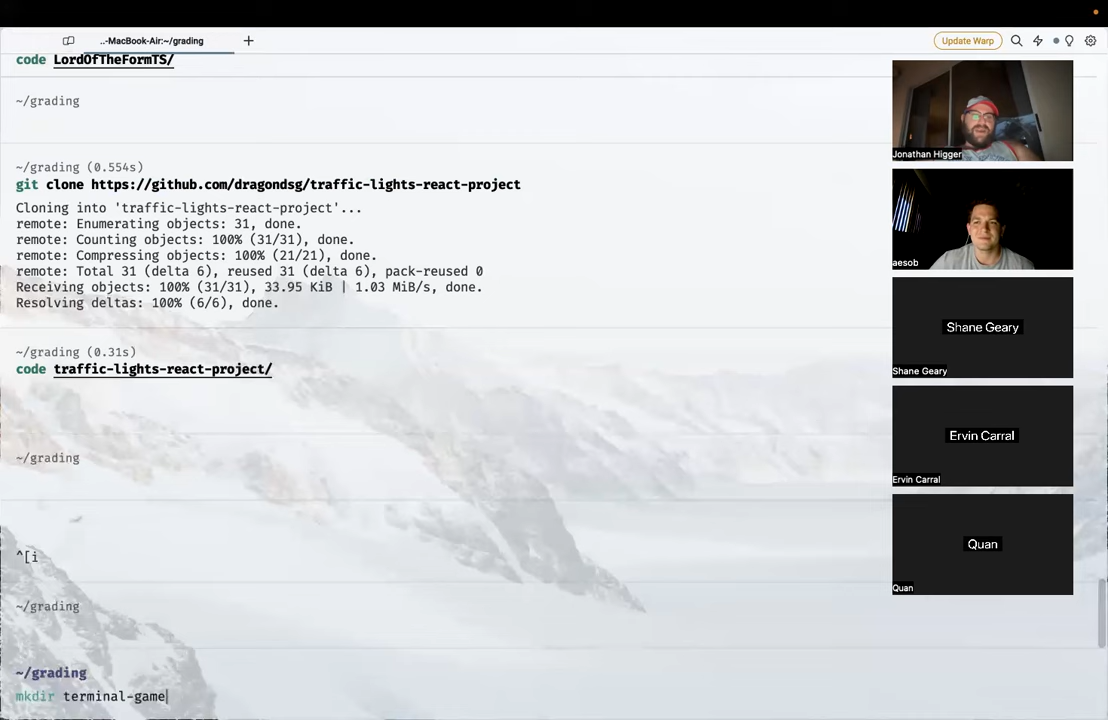 ..-MacBook-Air:~/grading
Update Warp
code LordOfTheFormTS/
~/grading
~/grading (0.554s)
git clone https://github.com/dragondsg/traffic-lights-react-project
Cloning into 'traffic-lights-react-project'...
remote: Enumerating objects: 31, done.
remote: Counting objects: 100% (31/31), done.
remote: Compressing objects: 100% (21/21), done.
remote: Total 31 (delta 6), reused 31 (delta 6), pack-reused 0
Receiving objects: 100% (31/31), 33.95 KiB | 1.03 MiB/s, done.
Resolving deltas: 100% (6/6), done.
~/grading (0.31s)
code traffic-lights-react-project/
~/grading
^[i
~/grading
~/grading
mkdir terminal-game
Jonathan Higger
aesob
Shane Geary
Shane Geary
Ervin Carral
Ervin Carral
Quan
Quan